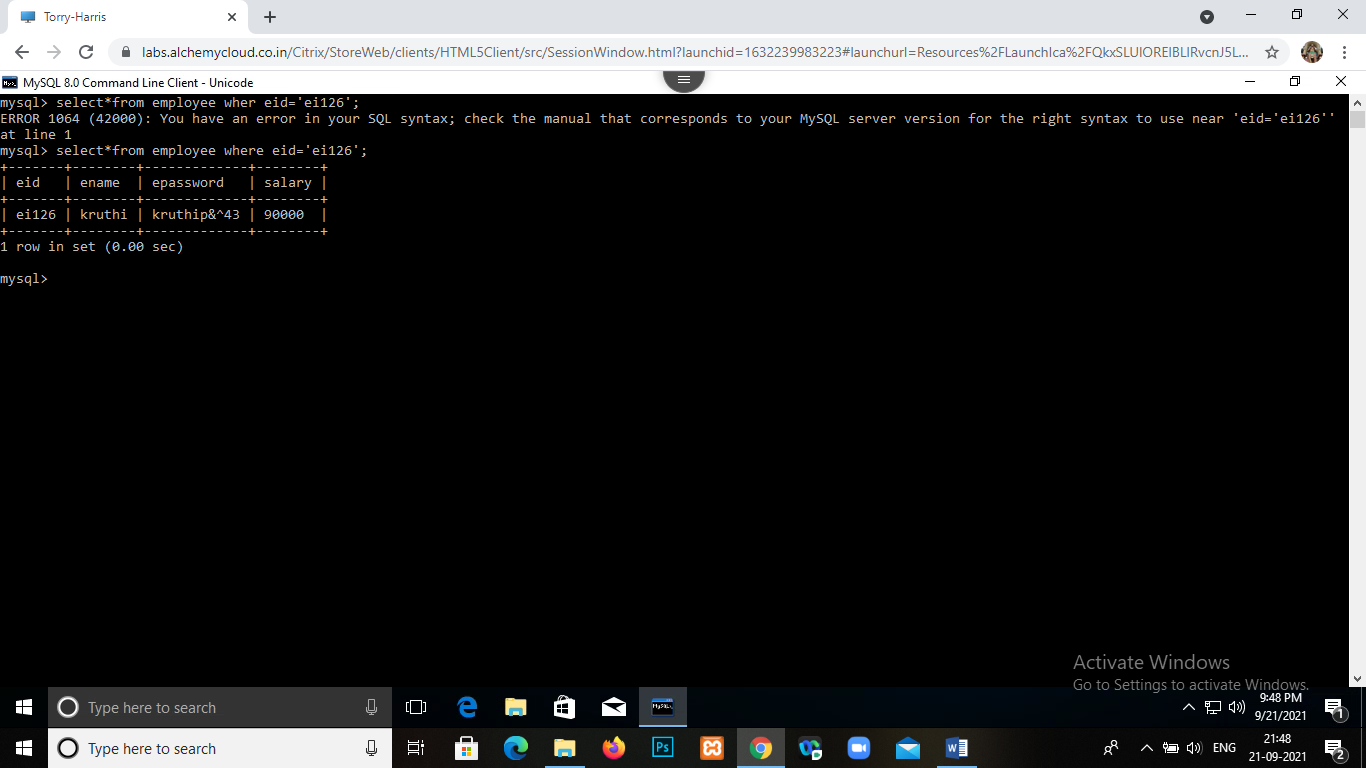 Torry-Harris
labs.alchemycloud.co.in/Citrix/StoreWeb/clients/HTML5Client/src/SessionWindow.html?launchid=1632239983223#launchurl=Resources%2FLaunchIca%2FQkxSLUlOREIBLIRvcnJ5L...
MySQL 8.0 Command Line Client - Unicode
mysql> select*from employee wher eid='ei126';
ERROR 1064 (42000): You have an error in your SQL syntax; check the manual that corresponds to your MySQL server version for the right syntax to use near 'eid='ei126''
at line 1
mysql> select*from employee where eid='ei126';
+-------+--------+-------------+--------+
| eid   | ename  | epassword   | salary |
+-------+--------+-------------+--------+
| ei126 | kruthi | kruthip&^43 | 90000  |
+-------+--------+-------------+--------+
1 row in set (0.00 sec)
mysql>
Activate Windows
Go to Settings to activate Windows.
Type here to search
9:48 PM
9/21/2021
1
Type here to search
Ps
ENG
21:48
21-09-2021
2